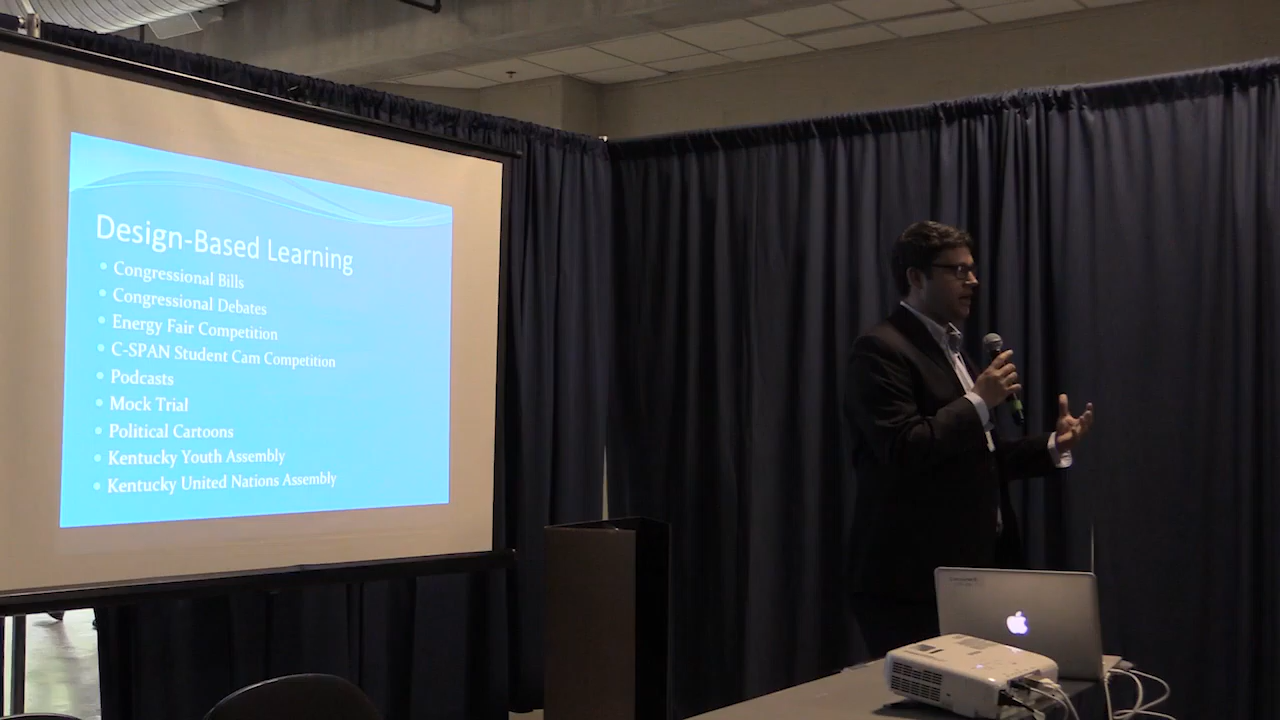 Design-Based Learning
Congressional Bills
Congressional Debates
Energy Fair Competition
C-SPAN Student Cam Competition
Podcasts
Mock Trial
Political Cartoons
Kentucky Youth Assembly
Kentucky United Nations Assembly